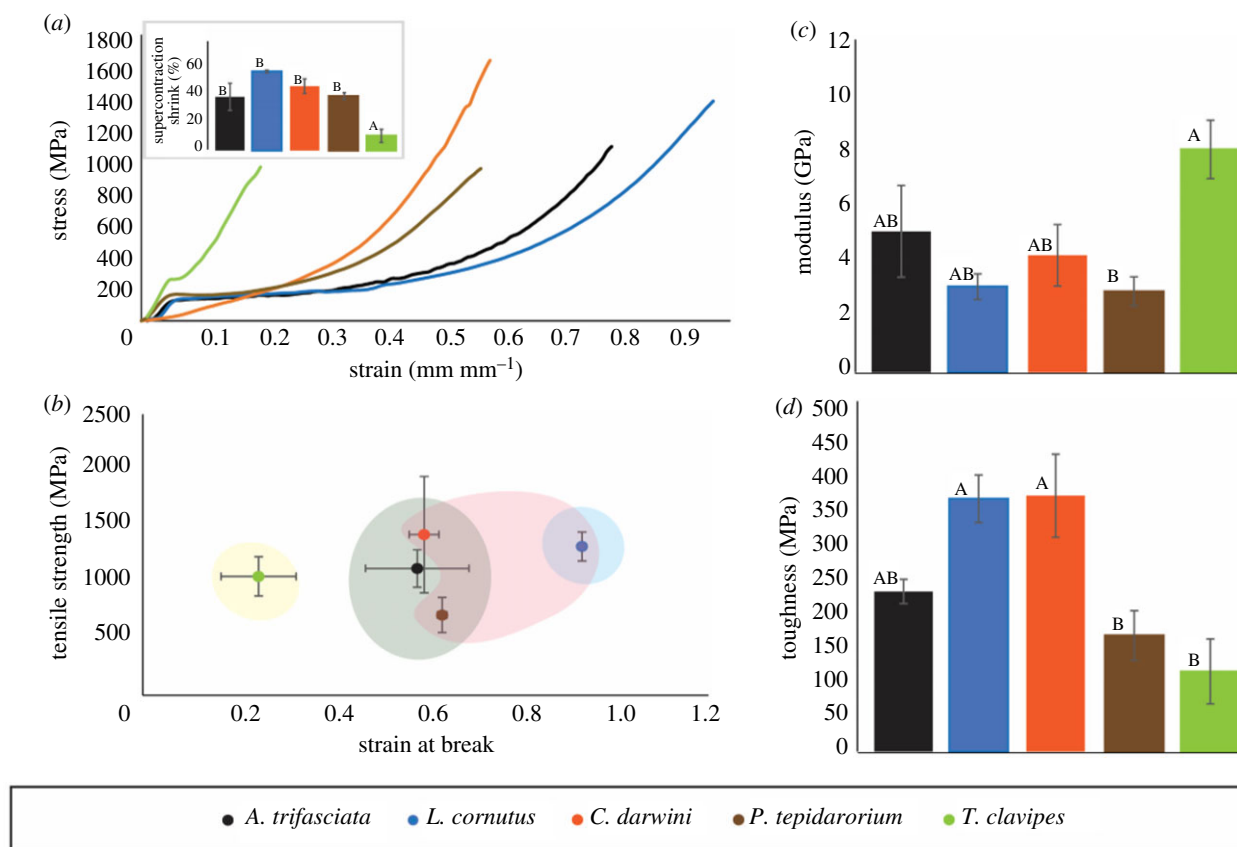 (a)
1800
1600
1400
1200
1000
800
600
400
200
0
stress (MPa)
0.1 0.2 0.3 0.4 0.5 0.6 0.7 0.8 0.9
strain (mm mm⁻¹)
supercontraction
shrink (%)
60
40
20
0
B B B B A
(b)
2500
2000
1500
1000
500
0
tensile strength (MPa)
0.2 0.4 0.6 0.8 1.0 1.2
strain at break
(c)
12
10
8
6
4
2
0
modulus (GPa)
AB AB AB B A
(d)
500
450
400
350
300
250
200
150
100
50
0
toughness (MPa)
AB A A B B
A. trifasciata L. cornutus C. darwini P. tepidarorium T. clavipes